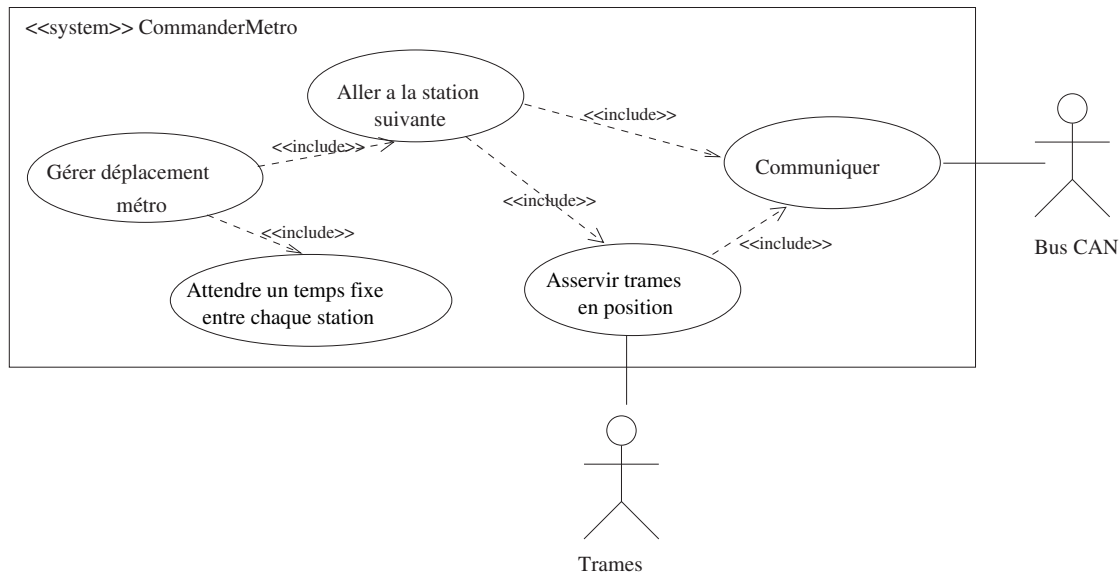 <<system>> CommanderMetro
Aller a la station
suivante
<<include>>
<<include>>
Gérer déplacement
métro
Communiquer
<<include>>
<<include>>
<<include>>
Bus CAN
Attendre un temps fixe
entre chaque station
Asservir trames
en position
Trames